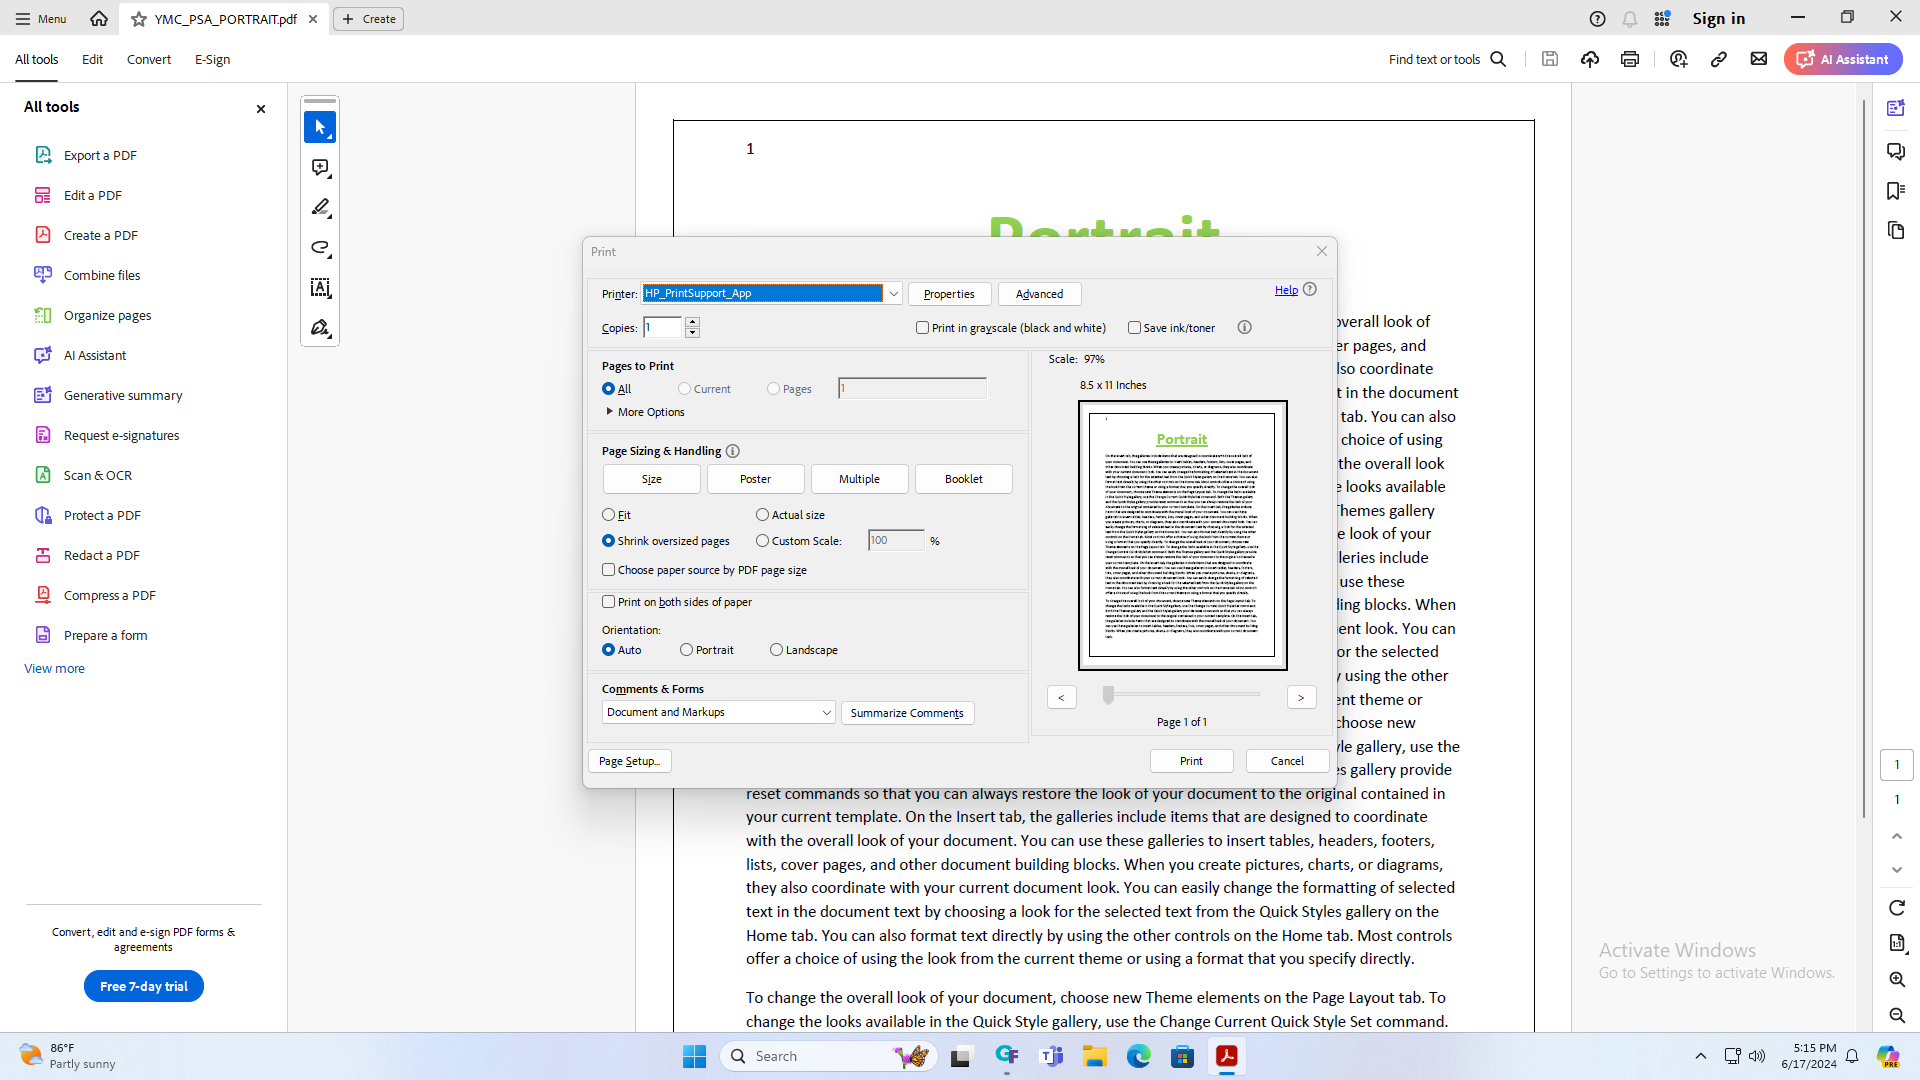 Menu
YMC_PSA_PORTRAIT.pdf
Create
Sign in
All tools
Edit
Convert
E-Sign
Find text or tools
AI Assistant
All tools
Export a PDF
Edit a PDF
Create a PDF
Combine files
Organize pages
AI Assistant
Generative summary
Request e-signatures
Scan & OCR
Protect a PDF
Redact a PDF
Compress a PDF
Prepare a form
View more
Convert, edit and e-sign PDF forms &
agreements
Free 7-day trial
1
Portrait
overall look of
er pages, and
lso coordinate
t in the document
tab. You can also
choice of using
the overall look
e looks available
Themes gallery
e look of your
lleries include
use these
ing blocks. When
ent look. You can
or the selected
y using the other
ent theme or
choose new
yle gallery, use the
es gallery provide
reset commands so that you can always restore the look of your document to the original contained in
your current template. On the Insert tab, the galleries include items that are designed to coordinate
with the overall look of your document. You can use these galleries to insert tables, headers, footers,
lists, cover pages, and other document building blocks. When you create pictures, charts, or diagrams,
they also coordinate with your current document look. You can easily change the formatting of selected
text in the document text by choosing a look for the selected text from the Quick Styles gallery on the
Home tab. You can also format text directly by using the other controls on the Home tab. Most controls
offer a choice of using the look from the current theme or using a format that you specify directly.
To change the overall look of your document, choose new Theme elements on the Page Layout tab. To
change the looks available in the Quick Style gallery, use the Change Current Quick Style Set command.
Print
Printer: HP_PrintSupport_App
Properties
Advanced
Help
Copies: 1
Print in grayscale (black and white)
Save ink/toner
Pages to Print
All
Current
Pages
1
More Options
Page Sizing & Handling
Size
Poster
Multiple
Booklet
Fit
Actual size
Shrink oversized pages
Custom Scale: 100 %
Choose paper source by PDF page size
Print on both sides of paper
Orientation:
Auto
Portrait
Landscape
Comments & Forms
Document and Markups
Summarize Comments
Page Setup...
Scale: 97%
8.5 x 11 Inches
Portrait
<
>
Page 1 of 1
Print
Cancel
1
1
1:1
Activate Windows
Go to Settings to activate Windows.
86°F
Partly sunny
Search
5:15 PM
6/17/2024
PRE